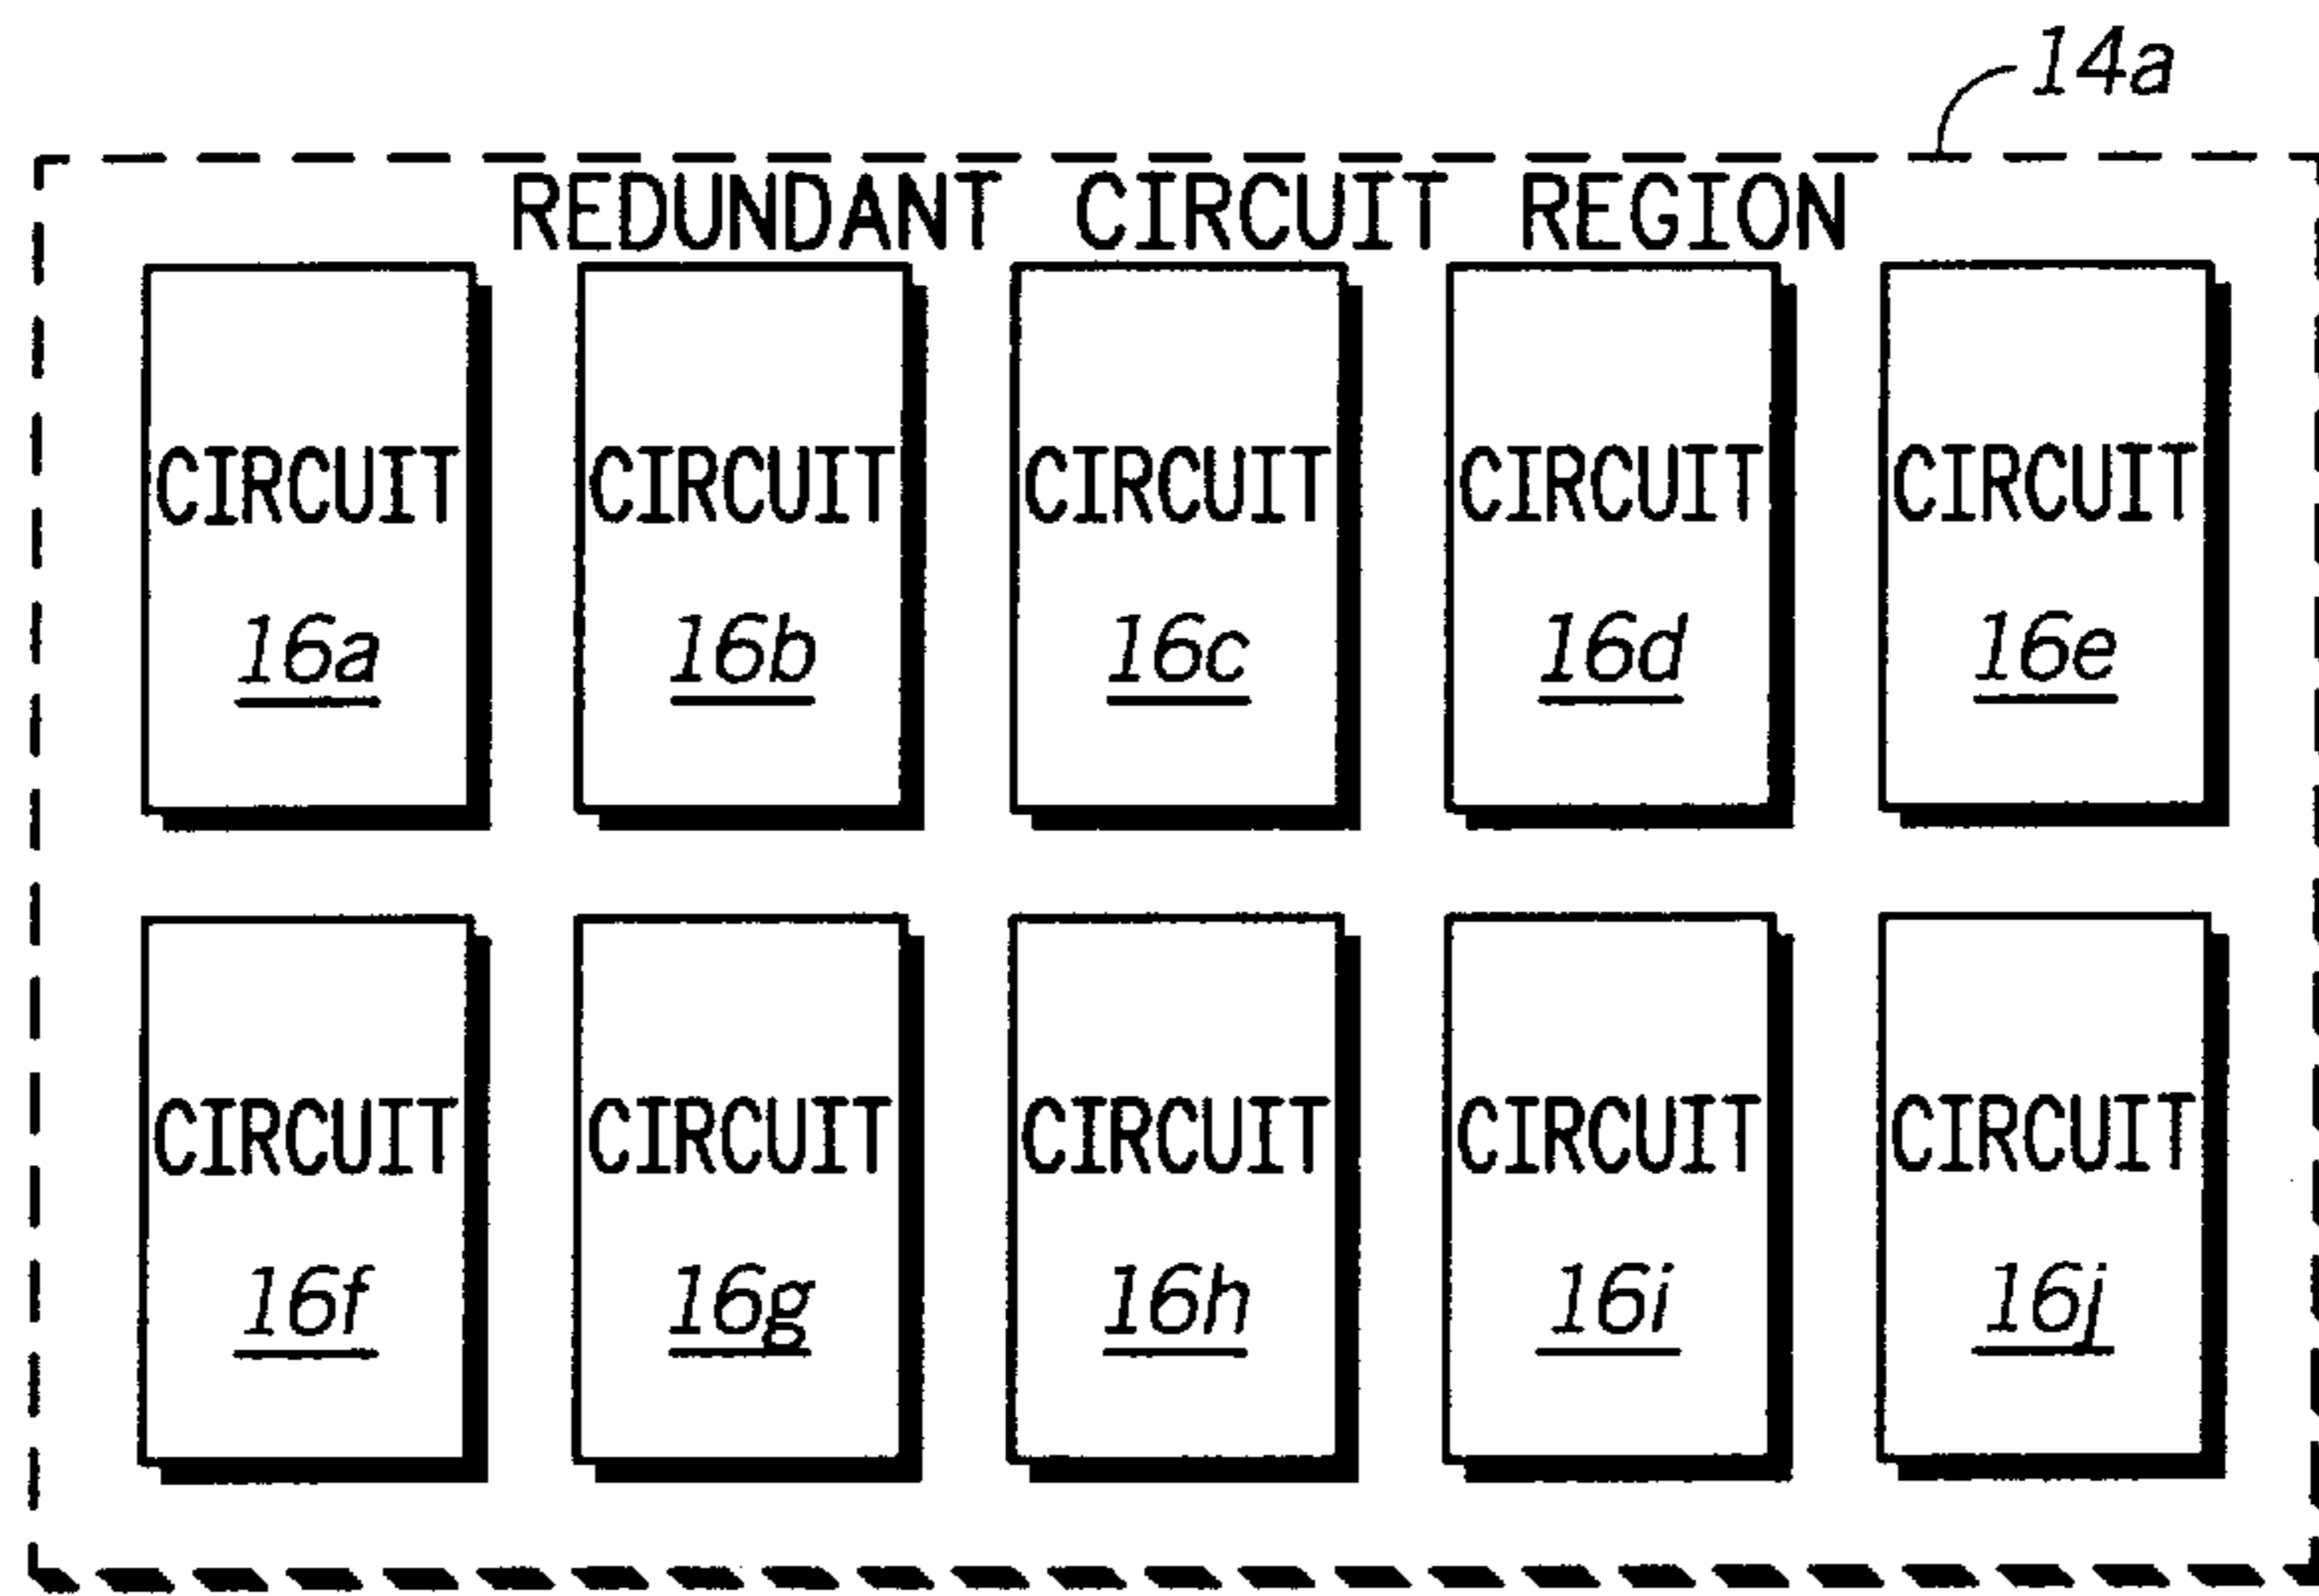 14a
REDUNDANT CIRCUIT REGION
CIRCUIT CIRCUIT CIRCUIT CIRCUIT CIRCUIT
16a 16b 16c 16d 16e
CIRCUIT CIRCUIT CIRCUIT CIRCUIT CIRCUIT
16f 16g 16h 16i 16j